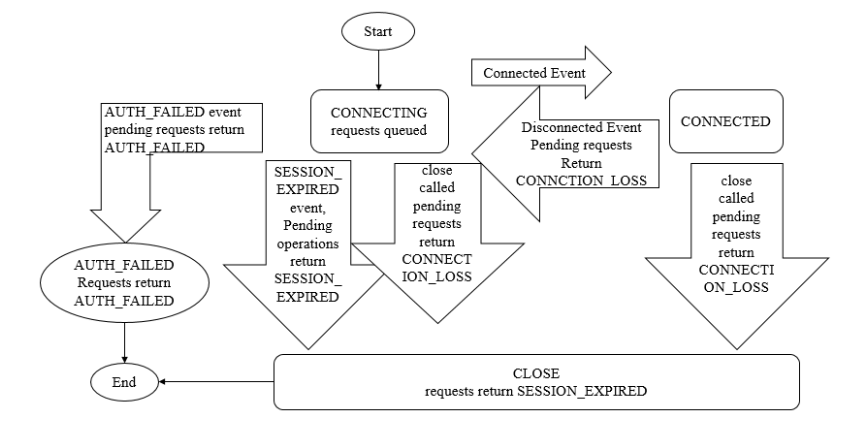 Start
Connected Event
AUTH_FAILED event
pending requests return
AUTH_FAILED
CONNECTING
requests queued
Disconnected Event
Pending requests
Return
CONNCTION_LOSS
CONNECTED
SESSION_
EXPIRED
event,
Pending
operations
return
SESSION_
EXPIRED
close
called
pending
requests
return
CONNECT
ION_LOSS
close
called
pending
requests
return
CONNECTI
ON_LOSS
AUTH_FAILED
Requests return
AUTH_FAILED
End
CLOSE
requests return SESSION_EXPIRED